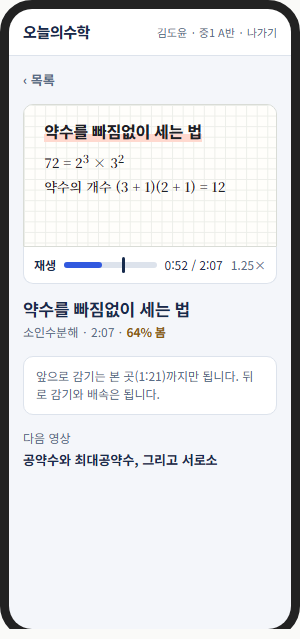 오늘의수학
김도윤 · 중1 A반 · 나가기
‹ 목록
약수를 빠짐없이 세는 법
72 = 2³ × 3²
약수의 개수 (3 + 1)(2 + 1) = 12
재생 0:52 / 2:07 1.25×
약수를 빠짐없이 세는 법
소인수분해 · 2:07 · 64% 봄
앞으로 감기는 본 곳(1:21)까지만 됩니다. 뒤
로 감기와 배속은 됩니다.
다음 영상
공약수와 최대공약수, 그리고 서로소